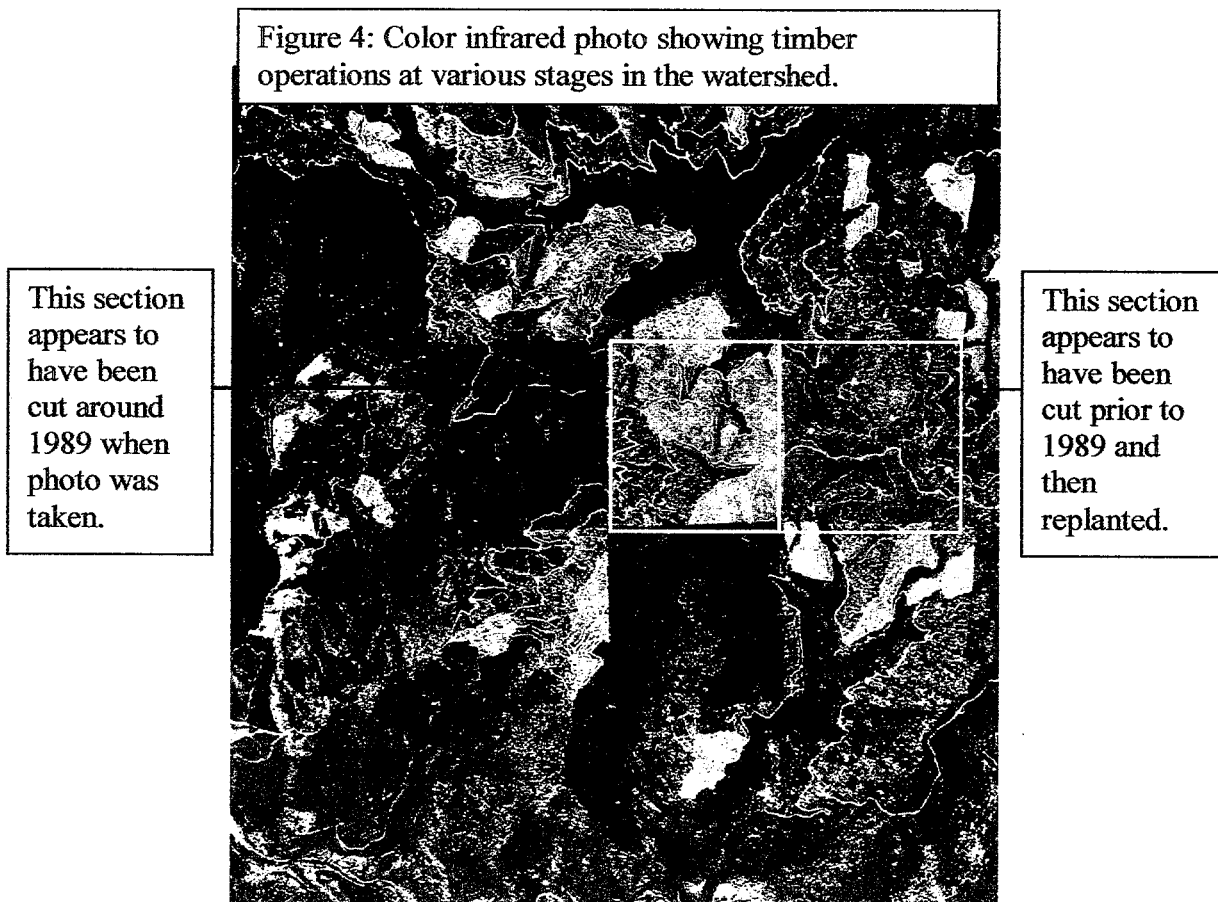 Figure 4: Color infrared photo showing timber
operations at various stages in the watershed.
This section
appears to
have been
cut around
1989 when
photo was
taken.
This section
appears to
have been
cut prior to
1989 and
then
replanted.